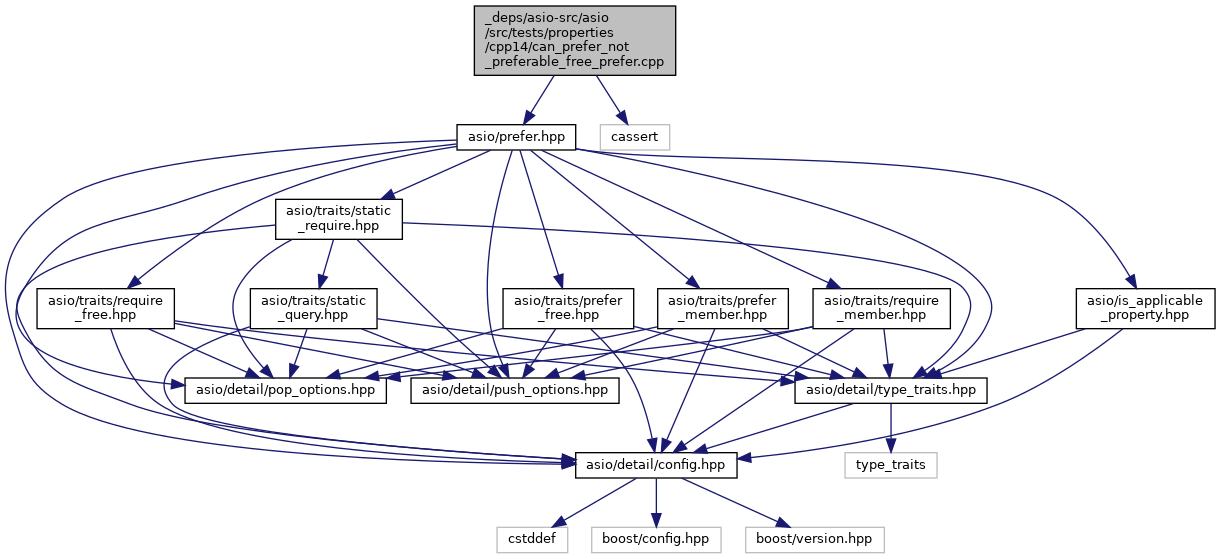 _deps/asio-src/asio
/src/tests/properties
/cpp14/can_prefer_not
_preferable_free_prefer.cpp
asio/prefer.hpp
cassert
asio/traits/static
_require.hpp
asio/traits/require
_free.hpp
asio/traits/static
_query.hpp
asio/traits/prefer
_free.hpp
asio/traits/prefer
_member.hpp
asio/traits/require
_member.hpp
asio/is_applicable
_property.hpp
asio/detail/pop_options.hpp
asio/detail/push_options.hpp
asio/detail/type_traits.hpp
asio/detail/config.hpp
type_traits
cstddef
boost/config.hpp
boost/version.hpp